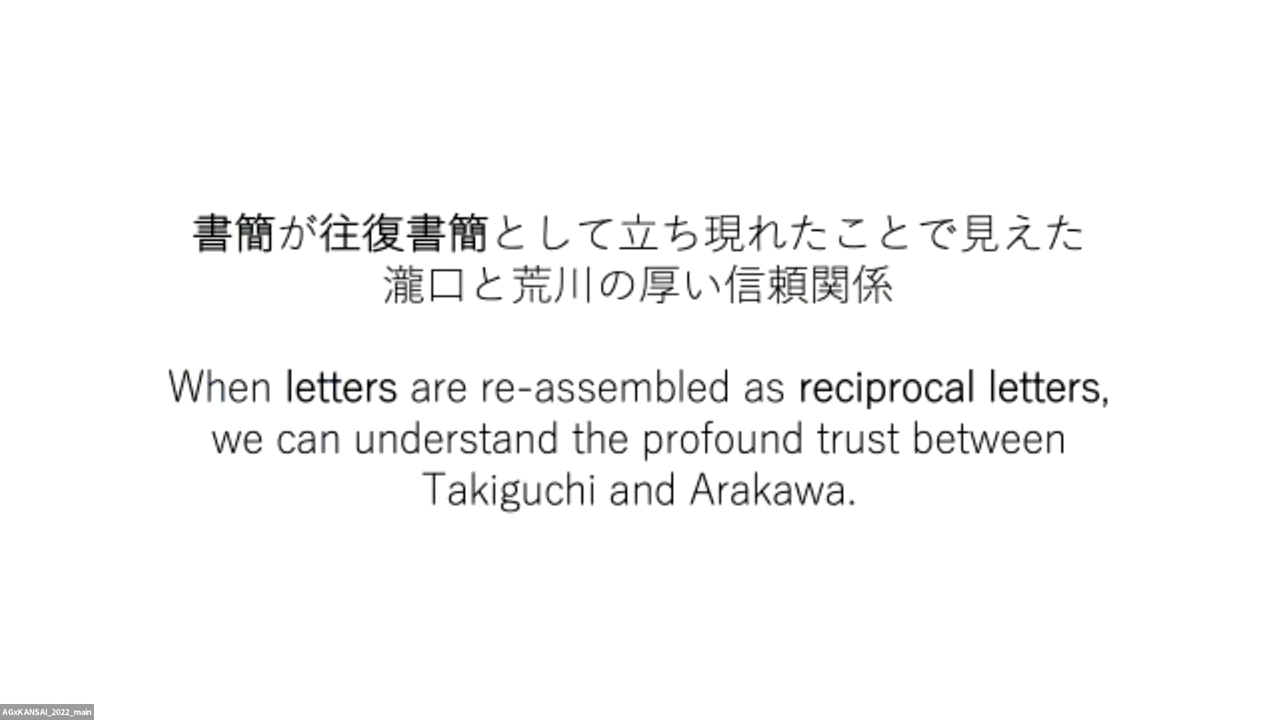 書簡が往復書簡として立ち現れたことで見えた
瀧口と荒川の厚い信頼関係
When letters are re-assembled as reciprocal letters,
we can understand the profound trust between
Takiguchi and Arakawa.
AGxKANSAI_2022_main